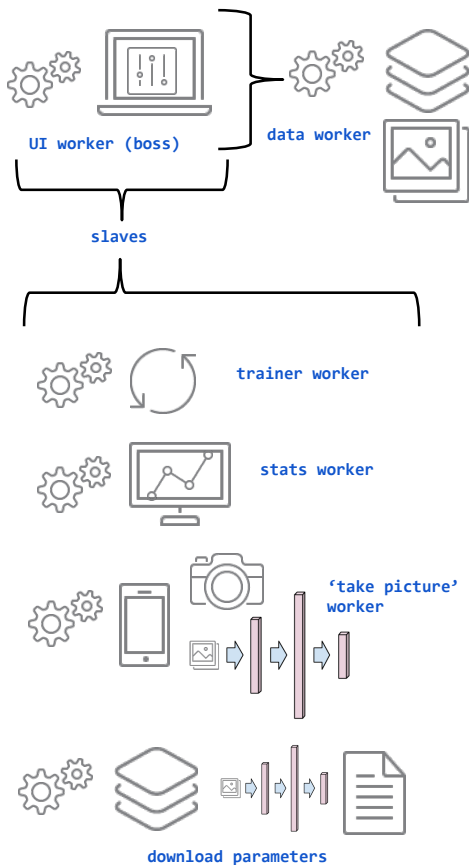 UI worker (boss)
data worker
slaves
trainer worker
stats worker
‘take picture’
worker
download parameters